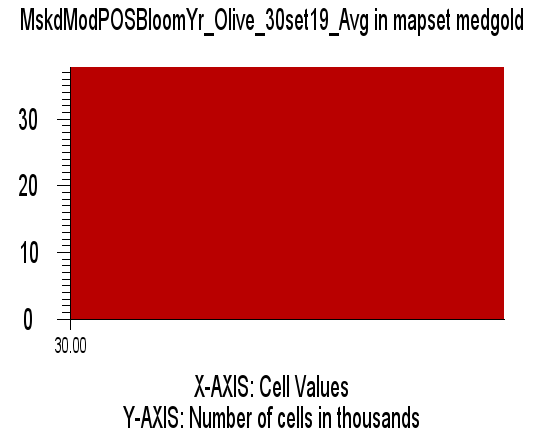 MskdModPOSBloomYr_Olive_30set19_Avg in mapset medgold
30
20
10
0
30.00
X-AXIS: Cell Values
Y-AXIS: Number of cells in thousands